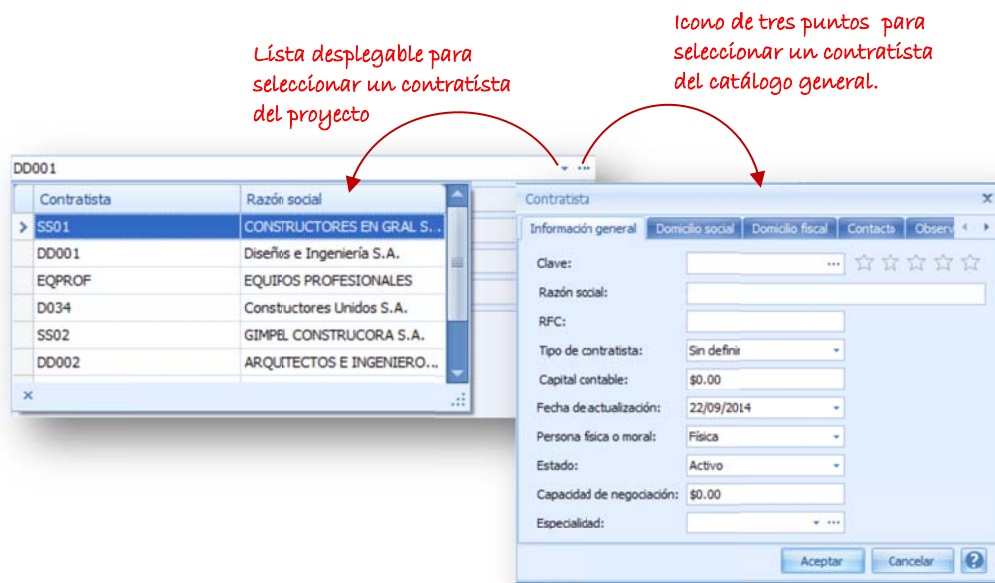 Icono de tres puntos para
seleccionar un contratista
del catálogo general.
Lista desplegable para
seleccionar un contratista
del proyecto
DD001
Contratista Razón social
SS01 CONSTRUCTORES EN GRAL S...
DD001 Diseños e Ingeniería S.A.
EQPROF EQUIPOS PROFESIONALES
D034 Constuctores Unidos S.A.
SS02 GIMPEL CONSTRUCORA S.A.
DD002 ARQUITECTOS E INGENIERO...
Contratista
Información general Domicilio social Domicilio fiscal Contacto Observ
Clave:
Razón social:
RFC:
Tipo de contratista: Sin definir
Capital contable: $0.00
Fecha de actualización: 22/09/2014
Persona física o moral: Física
Estado: Activo
Capacidad de negociación: $0.00
Especialidad:
Aceptar Cancelar